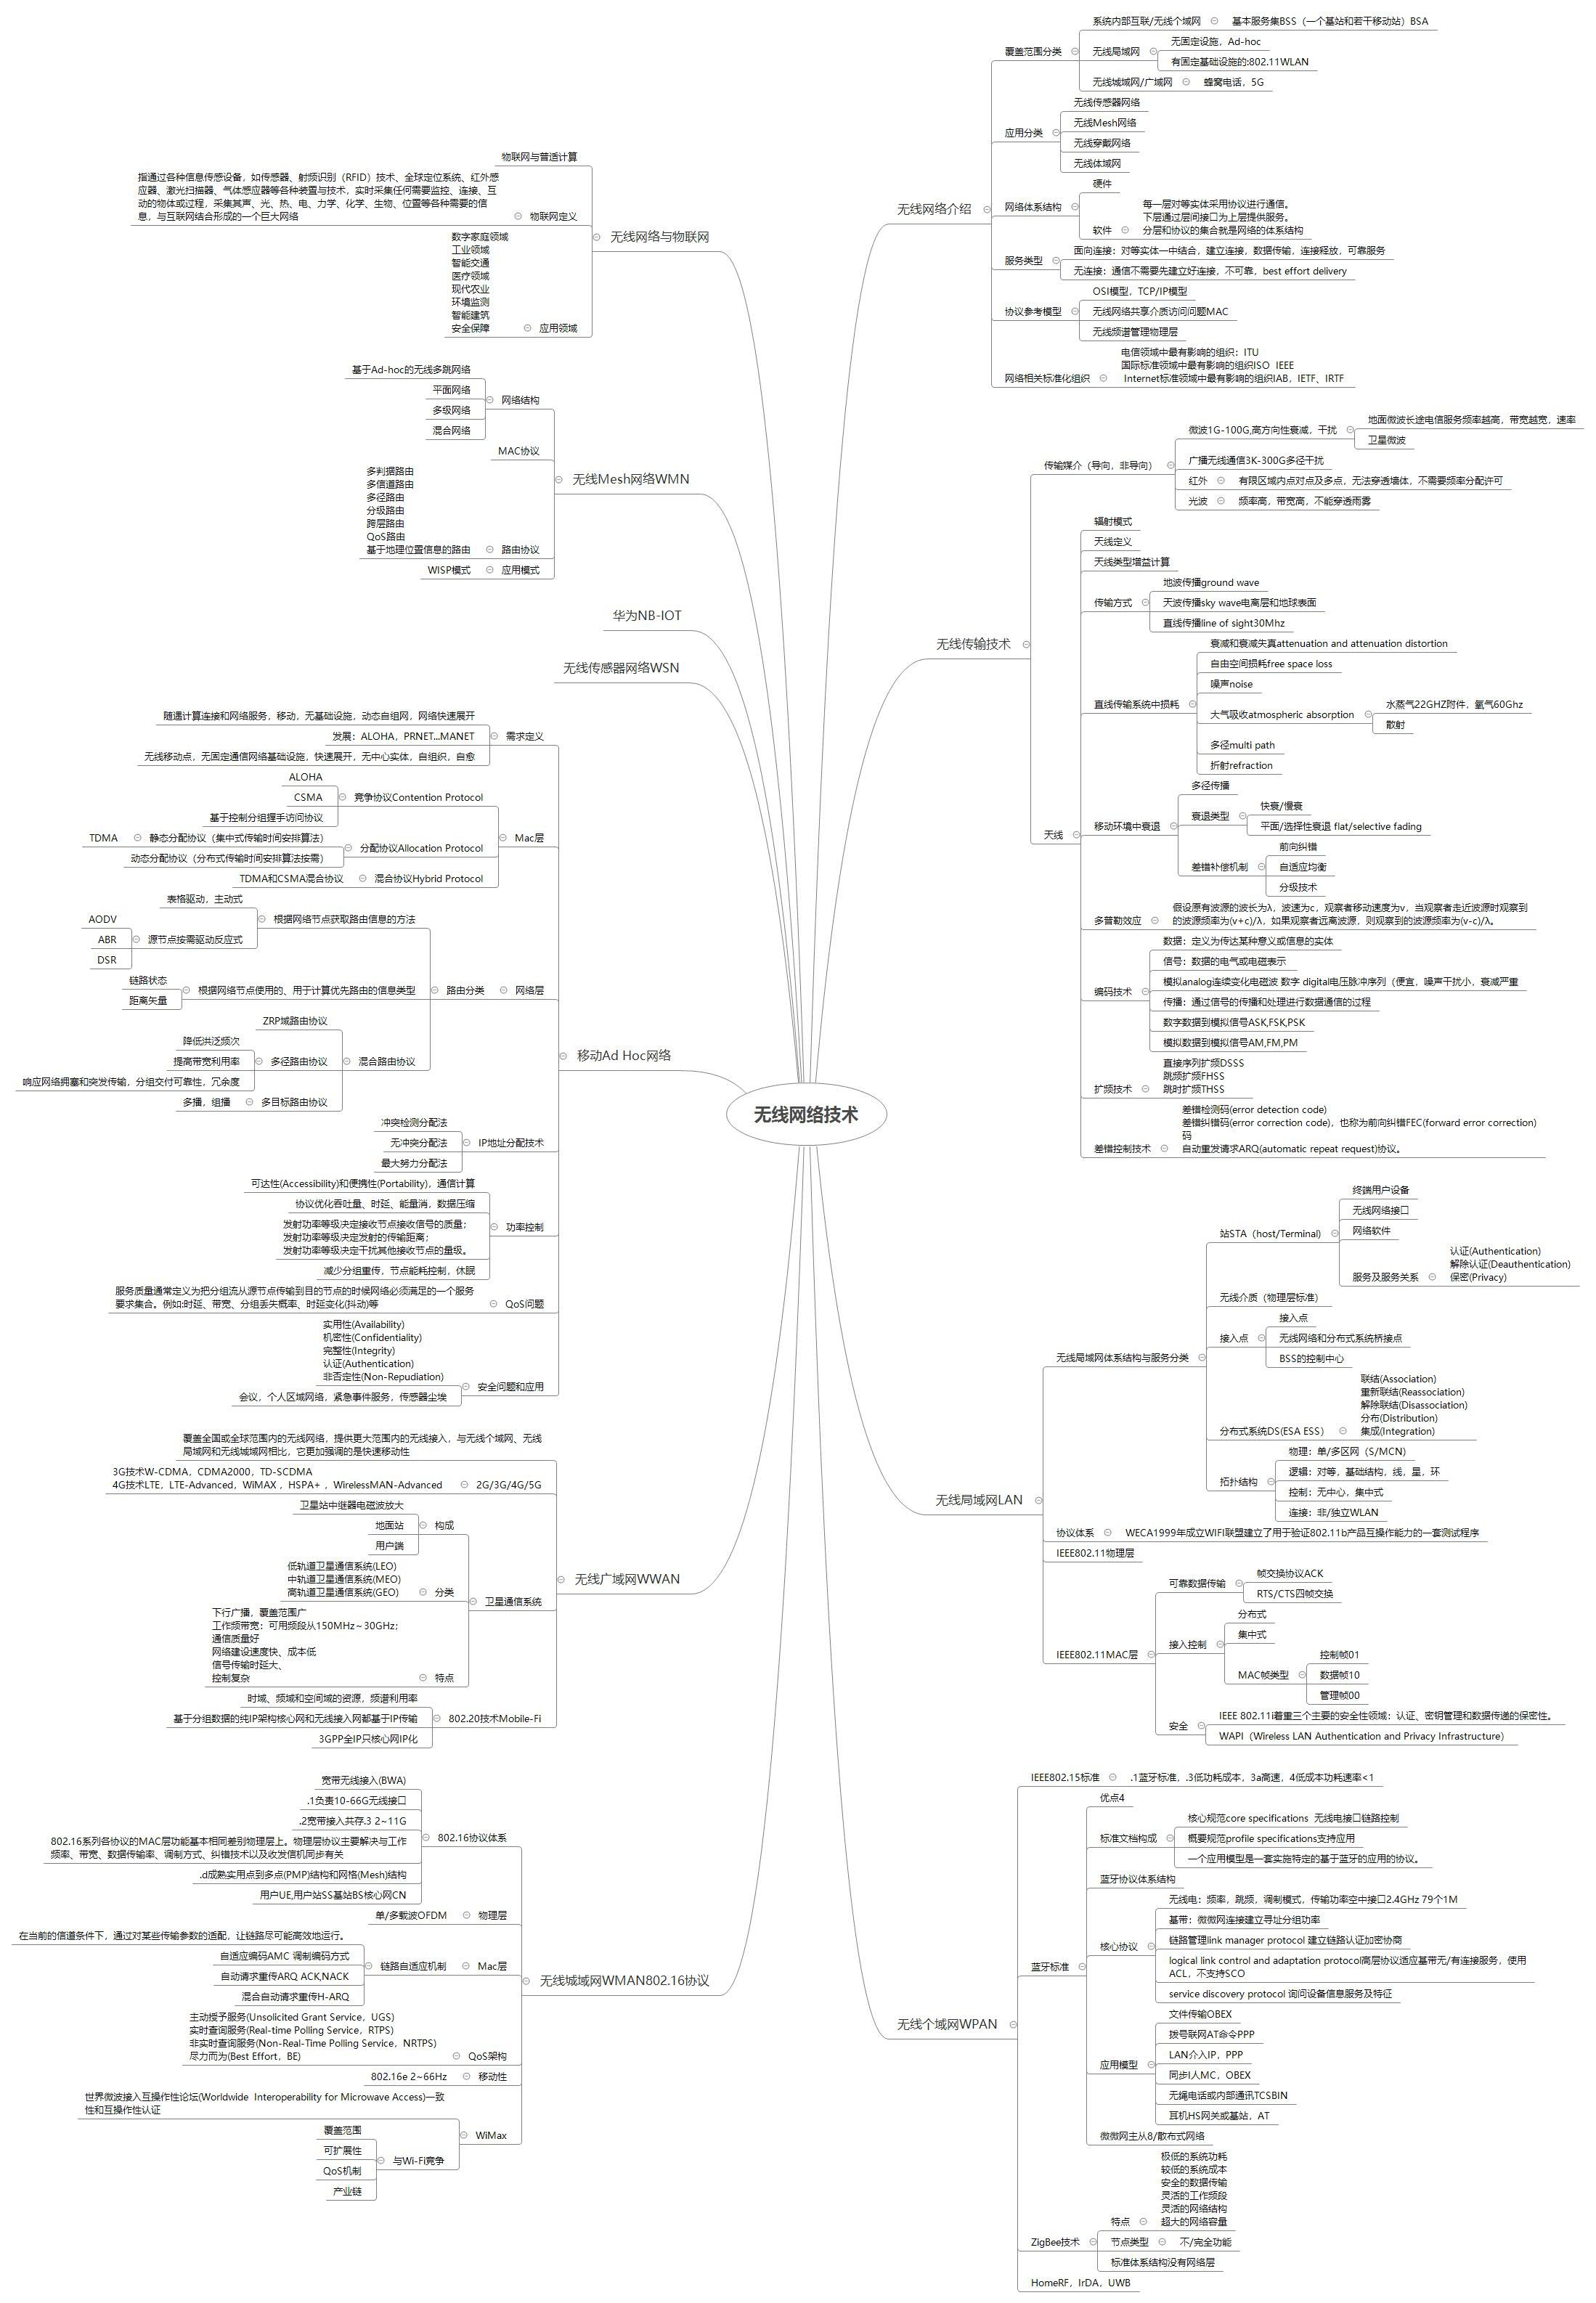 无线网络技术
无线网络介绍
覆盖范围分类
系统内部互联/无线个域网
基本服务集BSS（一个基站和若干移动站）BSA
无线局域网
无固定设施，Ad-hoc
有固定基础设施的:802.11WLAN
无线城域网/广域网
蜂窝电话，5G
应用分类
无线传感器网络
无线Mesh网络
无线穿戴网络
无线体域网
网络体系结构
硬件
软件
每一层对等实体采用协议进行通信。
下层通过层间接口为上层提供服务。
分层和协议的集合就是网络的体系结构
服务类型
面向连接：对等实体一中结合，建立连接，数据传输，连接释放，可靠服务
无连接：通信不需要先建立好连接，不可靠，best effort delivery
协议参考模型
OSI模型，TCP/IP模型
无线网络共享介质访问问题MAC
无线频谱管理物理层
网络相关标准化组织
电信领域中最有影响的组织：ITU
国际标准领域中最有影响的组织ISO IEEE
Internet标准领域中最有影响的组织IAB，IETF、IRTF
无线传输技术
传输媒介（导向，非导向）
微波1G-100G,高方向性衰减，干扰
地面微波长途电信服务频率越高，带宽越宽，速率
卫星微波
广播无线通信3K-300G多径干扰
红外
有限区域内点对点及多点，无法穿透墙体，不需要频率分配许可
光波
频率高，带宽高，不能穿透雨雾
天线
辐射模式
天线定义
天线类型增益计算
传输方式
地波传播ground wave
天波传播sky wave电离层和地球表面
直线传播line of sight30Mhz
直线传输系统中损耗
衰减和衰减失真attenuation and attenuation distortion
自由空间损耗free space loss
噪声noise
大气吸收atmospheric absorption
水蒸气22GHZ附件，氧气60Ghz
散射
多径multi path
折射refraction
移动环境中衰退
多径传播
衰退类型
快衰/慢衰
平面/选择性衰退 flat/selective fading
差错补偿机制
前向纠错
自适应均衡
分级技术
多普勒效应
假设原有波源的波长为λ，波速为c，观察者移动速度为v，当观察者走近波源时观察到
的波源频率为(v+c)/λ，如果观察者远离波源，则观察到的波源频率为(v-c)/λ。
编码技术
数据：定义为传达某种意义或信息的实体
信号：数据的电气或电磁表示
模拟analog连续变化电磁波 数字 digital电压脉冲序列（便宜，噪声干扰小，衰减严重
传播：通过信号的传播和处理进行数据通信的过程
数字数据到模拟信号ASK,FSK,PSK
模拟数据到模拟信号AM,FM,PM
扩频技术
直接序列扩频DSSS
跳频扩频FHSS
跳时扩频THSS
差错控制技术
差错检测码(error detection code)
差错纠错码(error correction code)，也称为前向纠错FEC(forward error correction)
码
自动重发请求ARQ(automatic repeat request)协议。
无线局域网LAN
无线局域网体系结构与服务分类
站STA（host/Terminal)
终端用户设备
无线网络接口
网络软件
服务及服务关系
认证(Authentication)
解除认证(Deauthentication)
保密(Privacy)
无线介质（物理层标准）
接入点
接入点
无线网络和分布式系统桥接点
BSS的控制中心
分布式系统DS(ESA ESS）
联结(Association)
重新联结(Reassociation)
解除联结(Disassociation)
分布(Distribution)
集成(Integration)
拓扑结构
物理：单/多区网（S/MCN)
逻辑：对等，基础结构，线，星，环
控制：无中心，集中式
连接：非/独立WLAN
协议体系
WECA1999年成立WIFI联盟建立了用于验证802.11b产品互操作能力的一套测试程序
IEEE802.11物理层
IEEE802.11MAC层
可靠数据传输
帧交换协议ACK
RTS/CTS四帧交换
接入控制
分布式
集中式
MAC帧类型
控制帧01
数据帧10
管理帧00
安全
IEEE 802.11i着重三个主要的安全性领域：认证、密钥管理和数据传递的保密性。
WAPI（Wireless LAN Authentication and Privacy Infrastructure）
无线个域网WPAN
IEEE802.15标准
.1蓝牙标准，.3低功耗成本，3a高速，4低成本功耗速率<1
蓝牙标准
优点4
标准文档构成
核心规范core specifications 无线电接口链路控制
概要规范profile specifications支持应用
一个应用模型是一套实施特定的基于蓝牙的应用的协议。
蓝牙协议体系结构
核心协议
无线电：频率，跳频，调制模式，传输功率空中接口2.4GHz 79个1M
基带：微微网连接建立寻址分组功率
链路管理link manager protocol 建立链路认证加密协商
logical link control and adaptation protocol高层协议适应基带无/有连接服务，使用
ACL，不支持SCO
service discovery protocol 询问设备信息服务及特征
应用模型
文件传输OBEX
拨号联网AT命令PPP
LAN介入IP，PPP
同步I人MC，OBEX
无绳电话或内部通讯TCSBIN
耳机HS网关或基站，AT
微微网主从8/散布式网络
ZigBee技术
特点
极低的系统功耗
较低的系统成本
安全的数据传输
灵活的工作频段
灵活的网络结构
超大的网络容量
节点类型
不/完全功能
标准体系结构没有网络层
HomeRF，IrDA，UWB
无线网络与物联网
物联网与普适计算
物联网定义
指通过各种信息传感设备，如传感器、射频识别（RFID）技术、全球定位系统、红外感
应器、激光扫描器、气体感应器等各种装置与技术，实时采集任何需要监控、连接、互
动的物体或过程，采集其声、光、热、电、力学、化学、生物、位置等各种需要的信
息，与互联网结合形成的一个巨大网络
应用领域
数字家庭领域
工业领域
智能交通
医疗领域
现代农业
环境监测
智能建筑
安全保障
无线Mesh网络WMN
网络结构
基于Ad-hoc的无线多跳网络
平面网络
多级网络
混合网络
MAC协议
路由协议
多判据路由
多信道路由
多径路由
分级路由
跨层路由
QoS路由
基于地理位置信息的路由
应用模式
WISP模式
华为NB-IOT
无线传感器网络WSN
移动Ad Hoc网络
需求定义
随遇计算连接和网络服务，移动，无基础设施，动态自组网，网络快速展开
发展：ALOHA，PRNET...MANET
无线移动点，无固定通信网络基础设施，快速展开，无中心实体，自组织，自愈
Mac层
竞争协议Contention Protocol
ALOHA
CSMA
基于控制分组握手访问协议
分配协议Allocation Protocol
静态分配协议（集中式传输时间安排算法）
TDMA
动态分配协议（分布式传输时间安排算法按需）
混合协议Hybrid Protocol
TDMA和CSMA混合协议
网络层
路由分类
根据网络节点获取路由信息的方法
表格驱动，主动式
源节点按需驱动反应式
AODV
ABR
DSR
根据网络节点使用的、用于计算优先路由的信息类型
链路状态
距离矢量
混合路由协议
ZRP域路由协议
多径路由协议
降低洪泛频次
提高带宽利用率
响应网络拥塞和突发传输，分组交付可靠性，冗余度
多目标路由协议
多播，组播
IP地址分配技术
冲突检测分配法
无冲突分配法
最大努力分配法
功率控制
可达性(Accessibility)和便携性(Portability)，通信计算
协议优化吞吐量、时延、能量消，数据压缩
发射功率等级决定接收节点接收信号的质量；
发射功率等级决定发射的传输距离；
发射功率等级决定干扰其他接收节点的量级。
减少分组重传，节点能耗控制，休眠
QoS问题
服务质量通常定义为把分组流从源节点传输到目的节点的时候网络必须满足的一个服务
要求集合。例如:时延、带宽、分组丢失概率、时延变化(抖动)等
安全问题和应用
实用性(Availability)
机密性(Confidentiality)
完整性(Integrity)
认证(Authentication)
非否定性(Non-Repudiation)
会议，个人区域网络，紧急事件服务，传感器尘埃
无线广域网WWAN
覆盖全国或全球范围内的无线网络，提供更大范围内的无线接入，与无线个域网、无线
局域网和无线城域网相比，它更加强调的是快速移动性
2G/3G/4G/5G
3G技术W-CDMA，CDMA2000，TD-SCDMA
4G技术LTE，LTE-Advanced，WiMAX ，HSPA+ ，WirelessMAN-Advanced
卫星通信系统
构成
卫星站中继器电磁波放大
地面站
用户端
分类
低轨道卫星通信系统(LEO)
中轨道卫星通信系统(MEO)
高轨道卫星通信系统(GEO)
特点
下行广播，覆盖范围广
工作频带宽：可用频段从150MHz～30GHz；
通信质量好
网络建设速度快、成本低
信号传输时延大、
控制复杂
802.20技术Mobile-Fi
时域、频域和空间域的资源，频谱利用率
基于分组数据的纯IP架构核心网和无线接入网都基于IP传输
3GPP全IP只核心网IP化
无线城域网WMAN802.16协议
802.16协议体系
宽带无线接入(BWA)
.1负责10-66G无线接口
.2宽带接入共存.3 2~11G
802.16系列各协议的MAC层功能基本相同差别物理层上。物理层协议主要解决与工作
频率、带宽、数据传输率、调制方式、纠错技术以及收发信机同步有关
.d成熟实用点到多点(PMP)结构和网格(Mesh)结构
用户UE,用户站SS基站BS核心网CN
物理层
单/多载波OFDM
Mac层
链路自适应机制
在当前的信道条件下，通过对某些传输参数的适配，让链路尽可能高效地运行。
自适应编码AMC 调制编码方式
自动请求重传ARQ ACK,NACK
混合自动请求重传H-ARQ
QoS架构
主动授予服务(Unsolicited Grant Service，UGS)
实时查询服务(Real-time Polling Service，RTPS)
非实时查询服务(Non-Real-Time Polling Service，NRTPS)
尽力而为(Best Effort，BE)
移动性
802.16e 2~66Hz
WiMax
世界微波接入互操作性论坛(Worldwide Interoperability for Microwave Access)一致
性和互操作性认证
与Wi-Fi竞争
覆盖范围
可扩展性
QoS机制
产业链